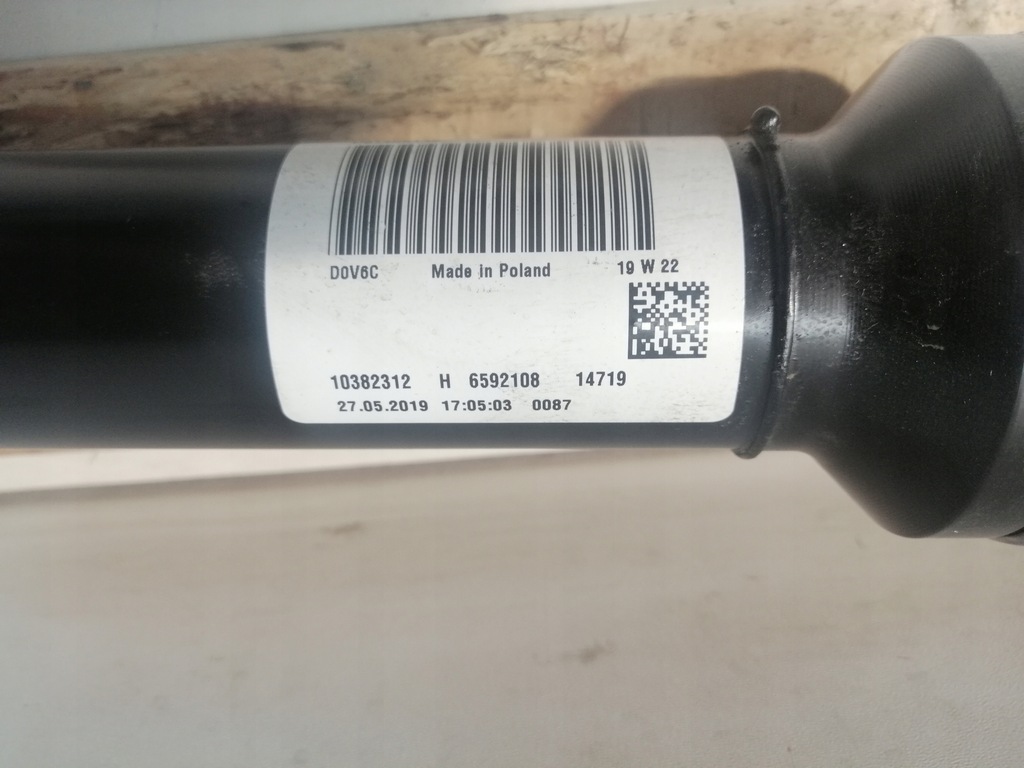 D0V6C Made In Poland 19 W 22
10382312 H 6592108 14719
27.05.2019 17:05:03 0087